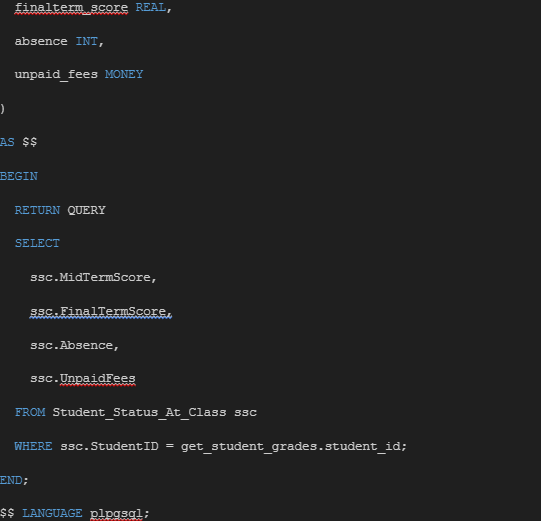 finalterm_score REAL,
absence INT,
unpaid_fees MONEY
)
AS $$
BEGIN
RETURN QUERY
SELECT
ssc.MidTermScore,
ssc.FinalTermScore,
ssc.Absence,
ssc.UnpaidFees
FROM Student_Status_At_Class ssc
WHERE ssc.StudentID = get_student_grades.student_id;
END;
$$ LANGUAGE plpgsql;